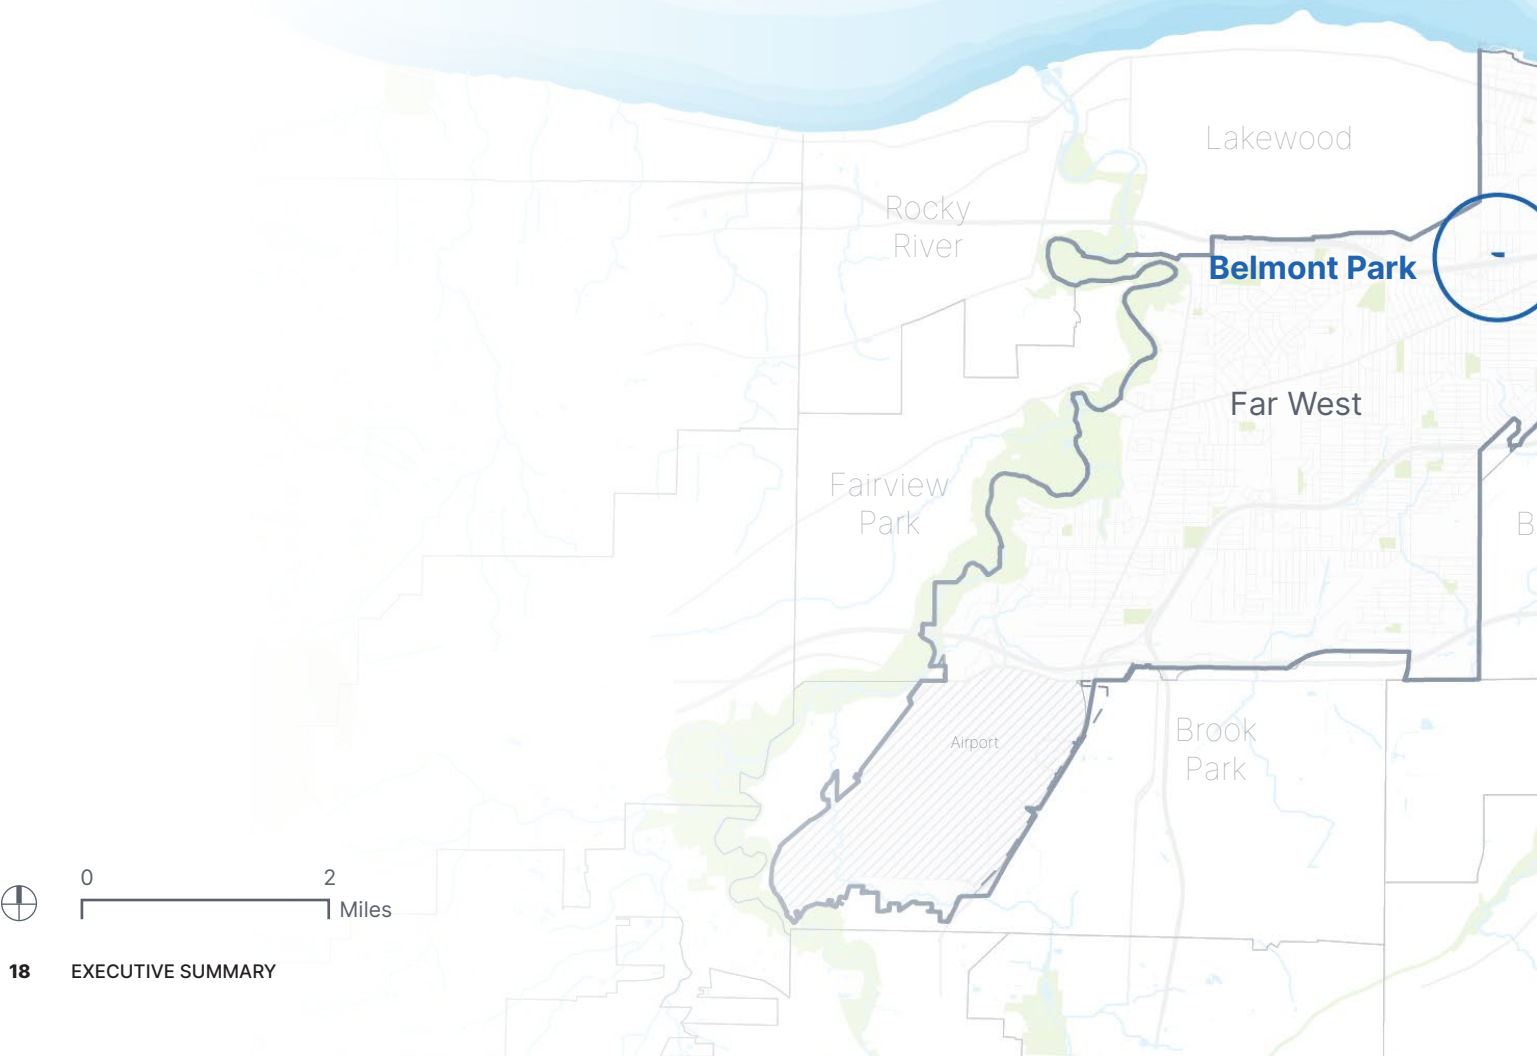 Lakewood
Rocky
River
Belmont Park
Far West
Fairview
Park
B
Airport
Brook
Park
0
2
Miles
18
EXECUTIVE SUMMARY